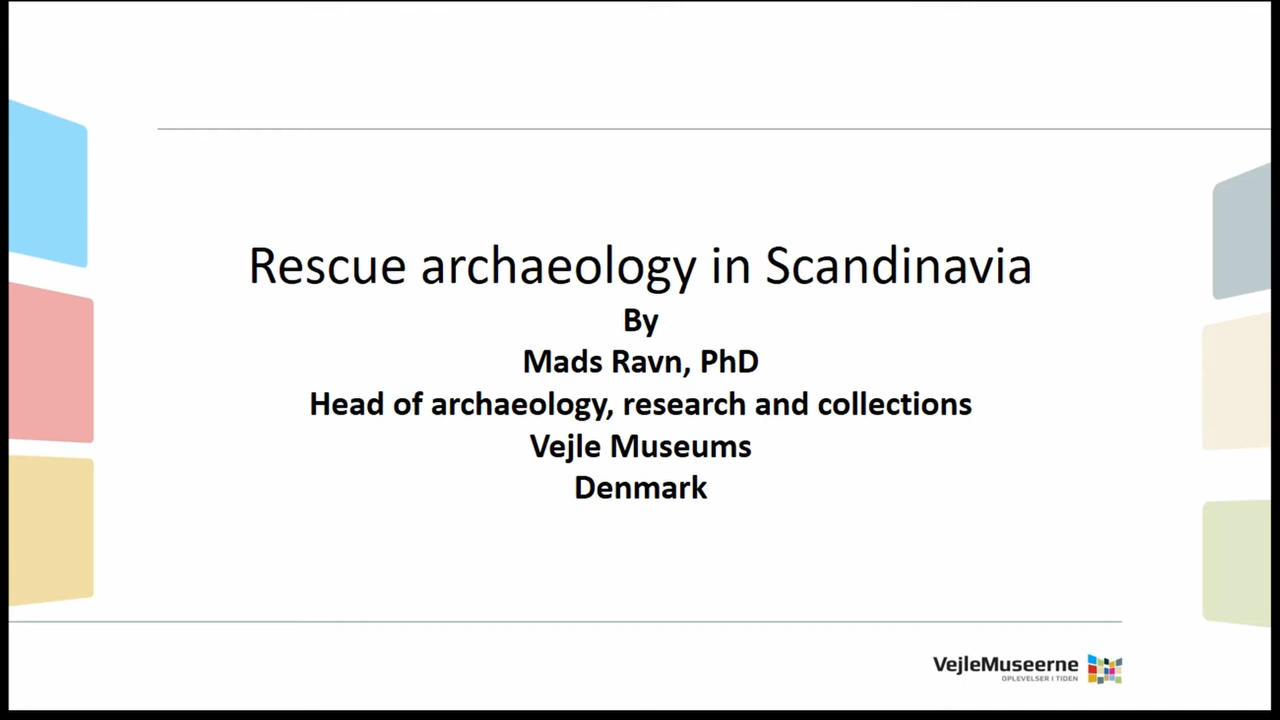 Rescue archaeology in Scandinavia
By
Mads Ravn, PhD
Head of archaeology, research and collections
Vejle Museums
Denmark
VejleMuseerne
OPLEVELSER I TIDEN